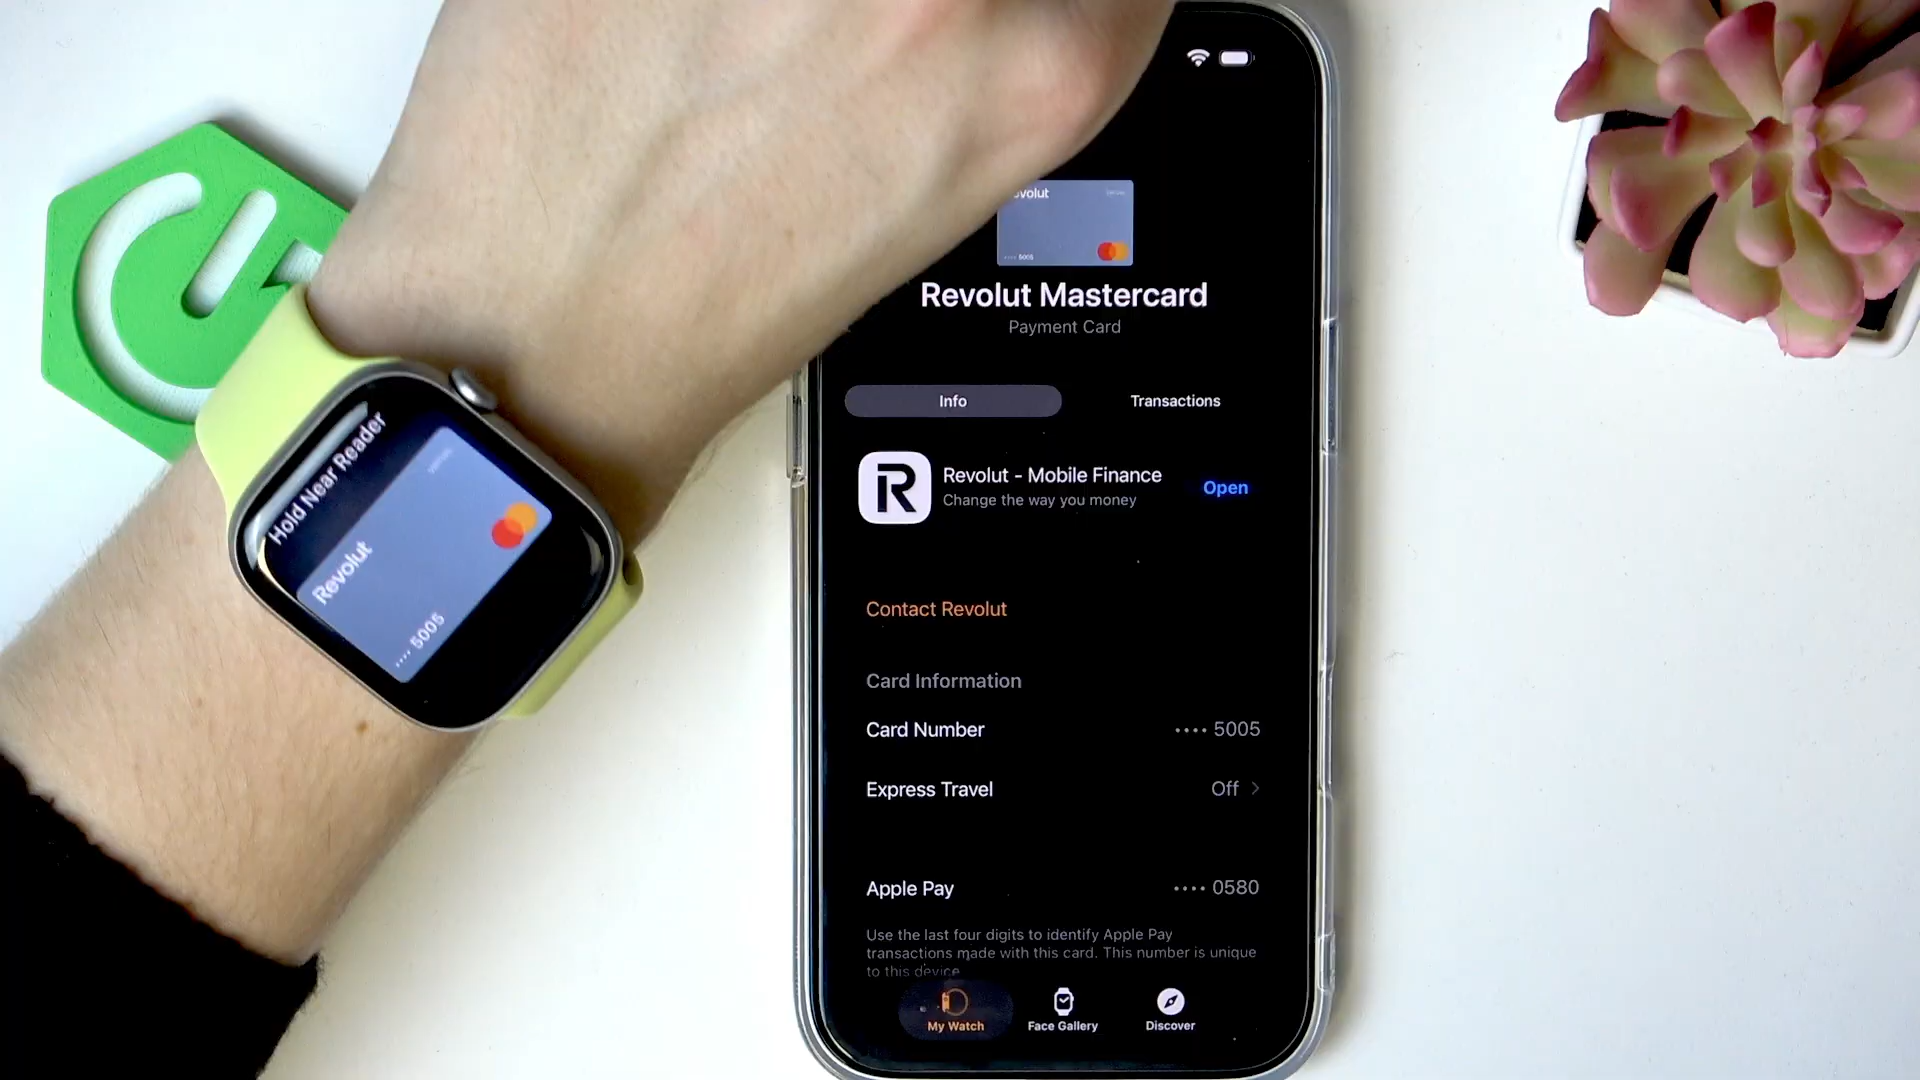 Hold Near Reader
Revolut
•••• 5005
•••• 5005
Revolut Mastercard
Payment Card
Info
Transactions
R
Revolut - Mobile Finance
Change the way you money
Open
Contact Revolut
Card Information
Card Number
•••• 5005
Express Travel
Off
Apple Pay
•••• 0580
Use the last four digits to identify Apple Pay
transactions made with this card. This number is unique
to this device
My Watch
Face Gallery
Discover